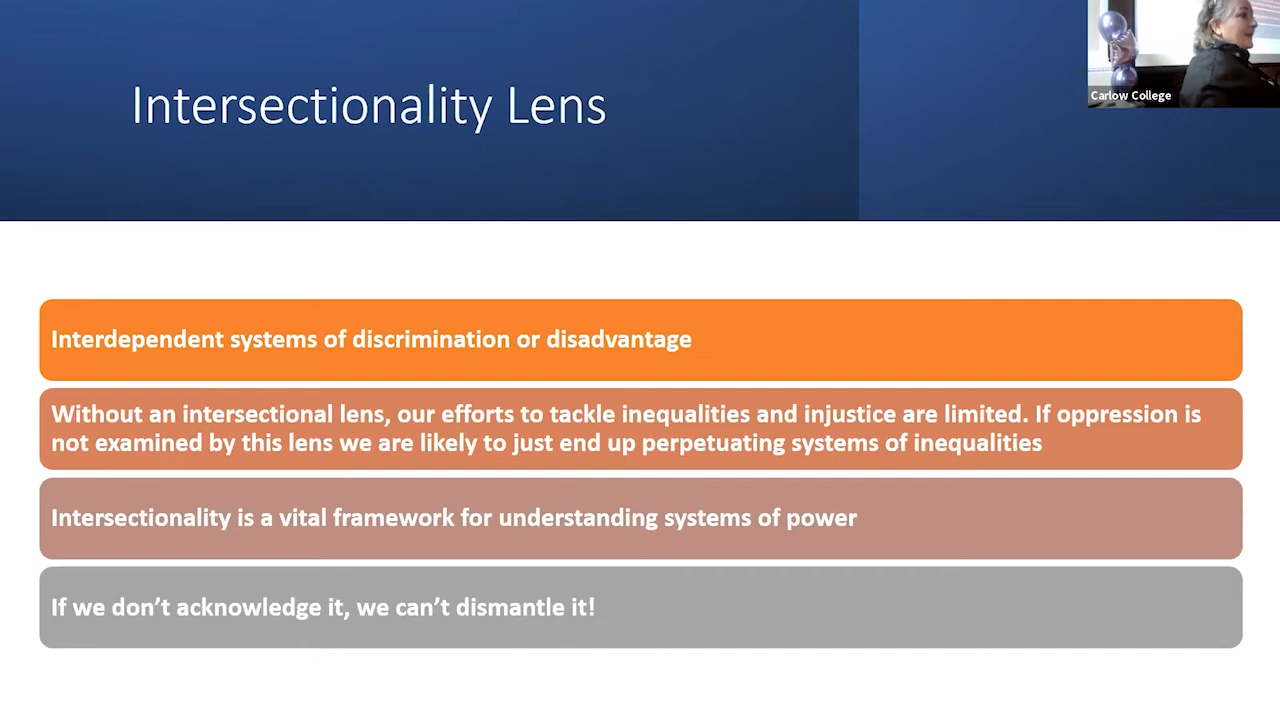 Intersectionality Lens
Carlow College
Interdependent systems of discrimination or disadvantage
Without an intersectional lens, our efforts to tackle inequalities and injustice are limited. If oppression is
not examined by this lens we are likely to just end up perpetuating systems of inequalities
Intersectionality is a vital framework for understanding systems of power
If we don’t acknowledge it, we can’t dismantle it!